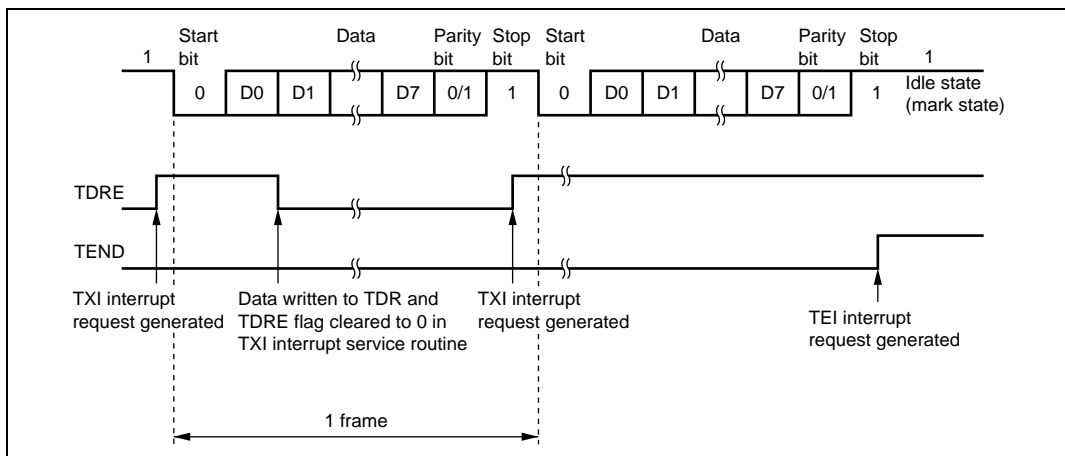 Start bit
Data
Parity bit
Stop bit
Start bit
Data
Parity bit
Stop bit
1
1
0
D0
D1
D7
0/1
1
0
D0
D1
D7
0/1
1
Idle state
(mark state)
TDRE
TEND
TXI interrupt
request generated
Data written to TDR and
TDRE flag cleared to 0 in
TXI interrupt service routine
TXI interrupt
request generated
TEI interrupt
request generated
1 frame